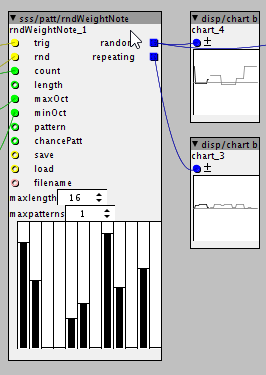 sss/patt/rndWeightNote
rndWeightNote_1
trig
rnd
repeating
count
length
maxOct
minOct
pattern
chancePatt
save
load
filename
maxlength 16
maxpatterns 1
disp/chart b
chart_4
±
disp/chart b
chart_3
±